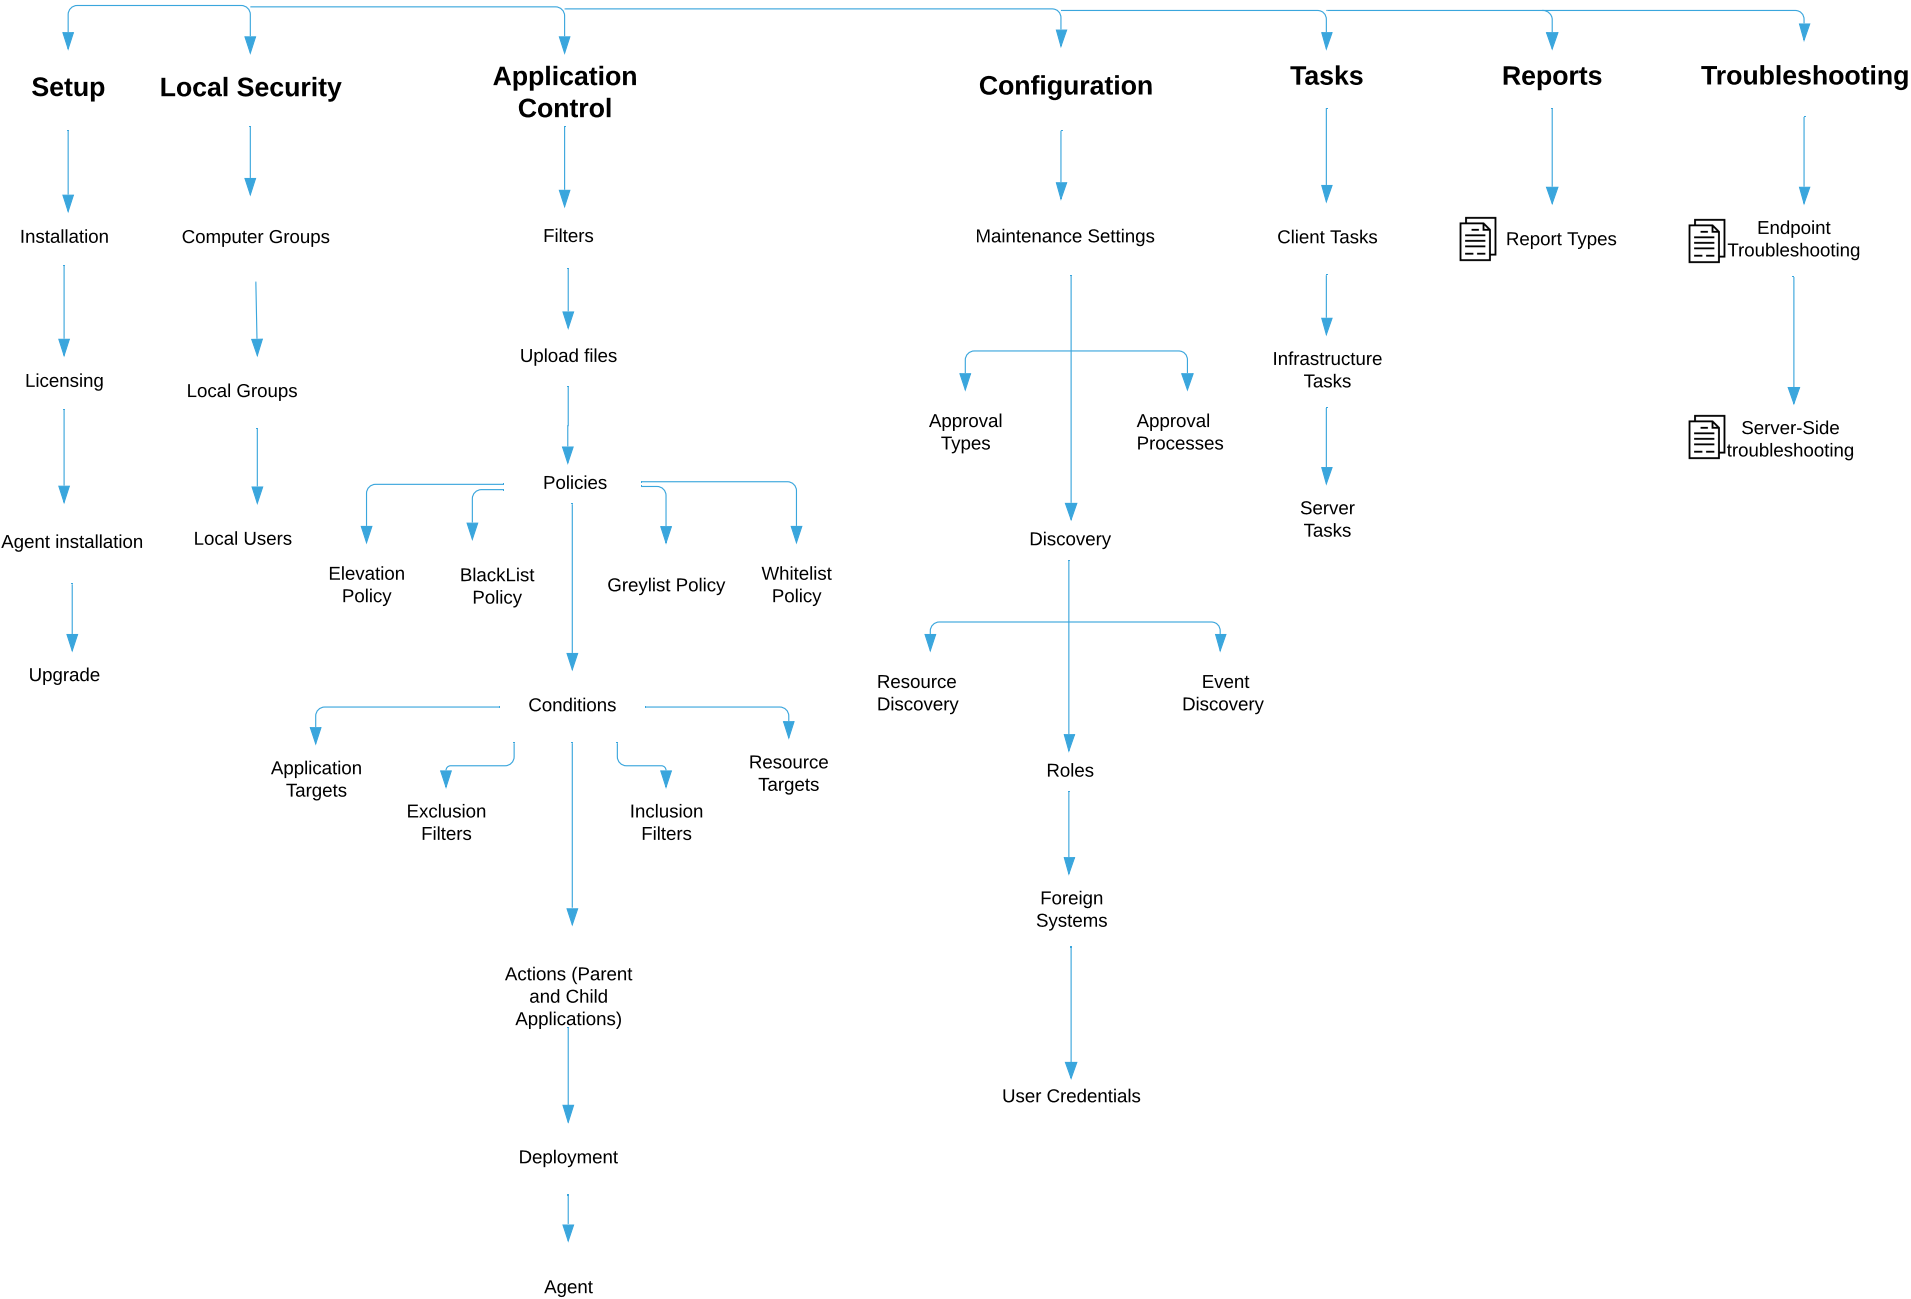 Setup
Local Security
Application
Control
Configuration
Tasks
Reports
Troubleshooting
Installation
Licensing
Agent installation
Upgrade
Computer Groups
Local Groups
Local Users
Filters
Upload files
Policies
Elevation
Policy
BlackList
Policy
Greylist Policy
Whitelist
Policy
Conditions
Application
Targets
Exclusion
Filters
Inclusion
Filters
Resource
Targets
Actions (Parent
and Child
Applications)
Deployment
Agent
Maintenance Settings
Approval
Types
Approval
Processes
Discovery
Resource
Discovery
Event
Discovery
Roles
Foreign
Systems
User Credentials
Client Tasks
Infrastructure
Tasks
Server
Tasks
Report Types
Endpoint
Troubleshooting
Server-Side
troubleshooting